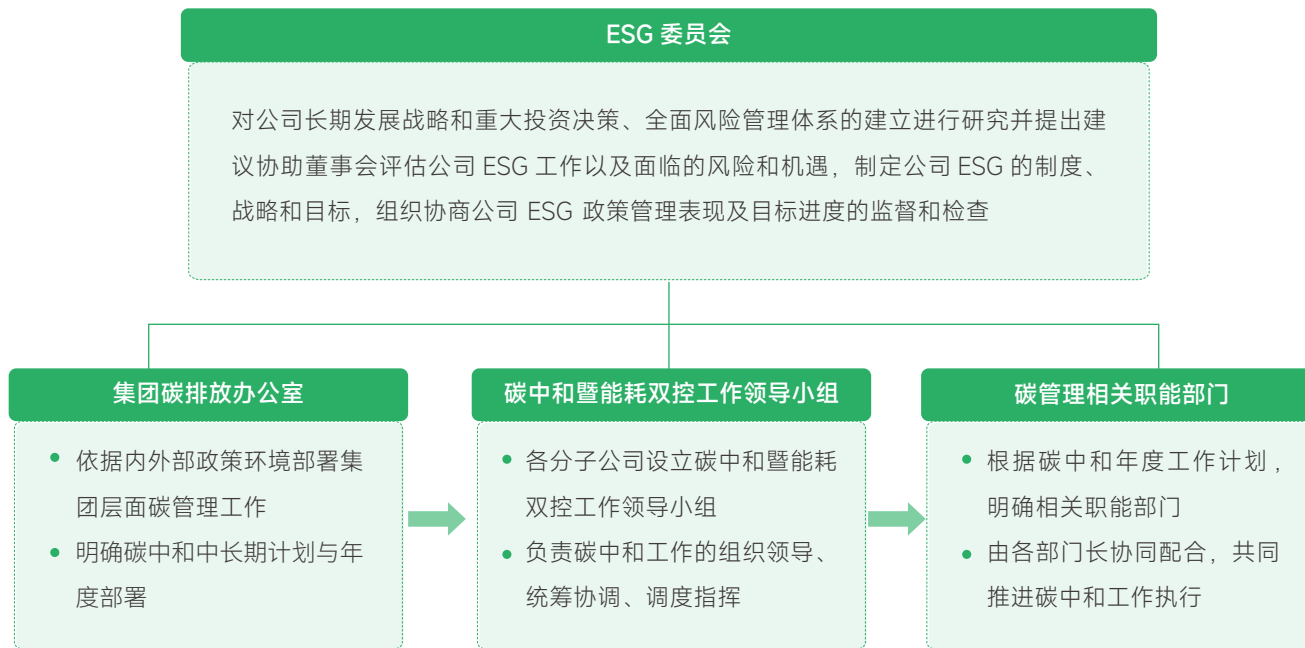 ESG 委员会
对公司长期发展战略和重大投资决策、全面风险管理体系的建立进行研究并提出建
议协助董事会评估公司 ESG 工作以及面临的风险和机遇，制定公司 ESG 的制度、
战略和目标，组织协商公司 ESG 政策管理表现及目标进度的监督和检查
集团碳排放办公室
依据内外部政策环境部署集
团层面碳管理工作
明确碳中和中长期计划与年
度部署
碳中和暨能耗双控工作领导小组
各分子公司设立碳中和暨能耗
双控工作领导小组
负责碳中和工作的组织领导、
统筹协调、调度指挥
碳管理相关职能部门
根据碳中和年度工作计划，
明确相关职能部门
由各部门长协同配合，共同
推进碳中和工作执行